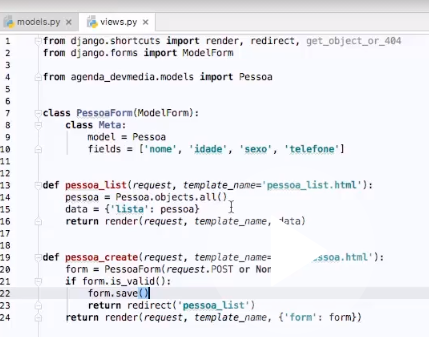 models.py × views.py ×
1 from django.shortcuts import render, redirect, get_object_or_404
2 from django.forms import ModelForm
3
4 from agenda_devmedia.models import Pessoa
5
6
7 class PessoaForm(ModelForm):
8 class Meta:
9 model = Pessoa
10 fields = ['nome', 'idade', 'sexo', 'telefone']
11
12
13 def pessoa_list(request, template_name='pessoa_list.html'):
14 pessoa = Pessoa.objects.all()
15 data = {'lista': pessoa}
16 return render(request, template_name, data)
17
18
19 def pessoa_create(request, template_name= ssoa.html'):
20 form = PessoaForm(request.POST or Non
21 if form.is_valid():
22 form.save()
23 return redirect('pessoa_list')
24 return render(request, template_name, {'form': form})